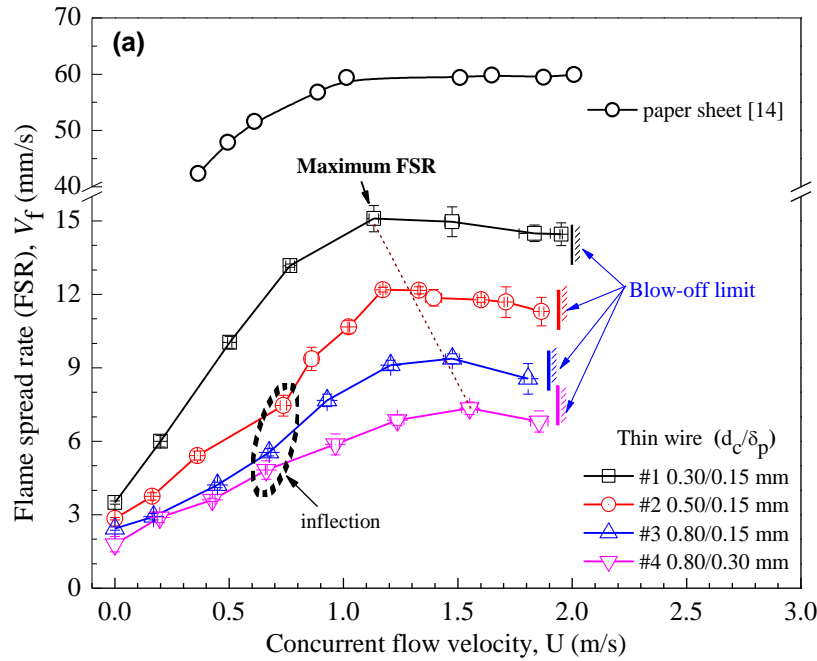 (a)
70
60
50
40
15
12
9
6
3
0
Flame spread rate (FSR), V_f (mm/s)
paper sheet [14]
Maximum FSR
Blow-off limit
inflection
Thin wire (d_c/δ_p)
#1 0.30/0.15 mm
#2 0.50/0.15 mm
#3 0.80/0.15 mm
#4 0.80/0.30 mm
0.0 0.5 1.0 1.5 2.0 2.5 3.0
Concurrent flow velocity, U (m/s)